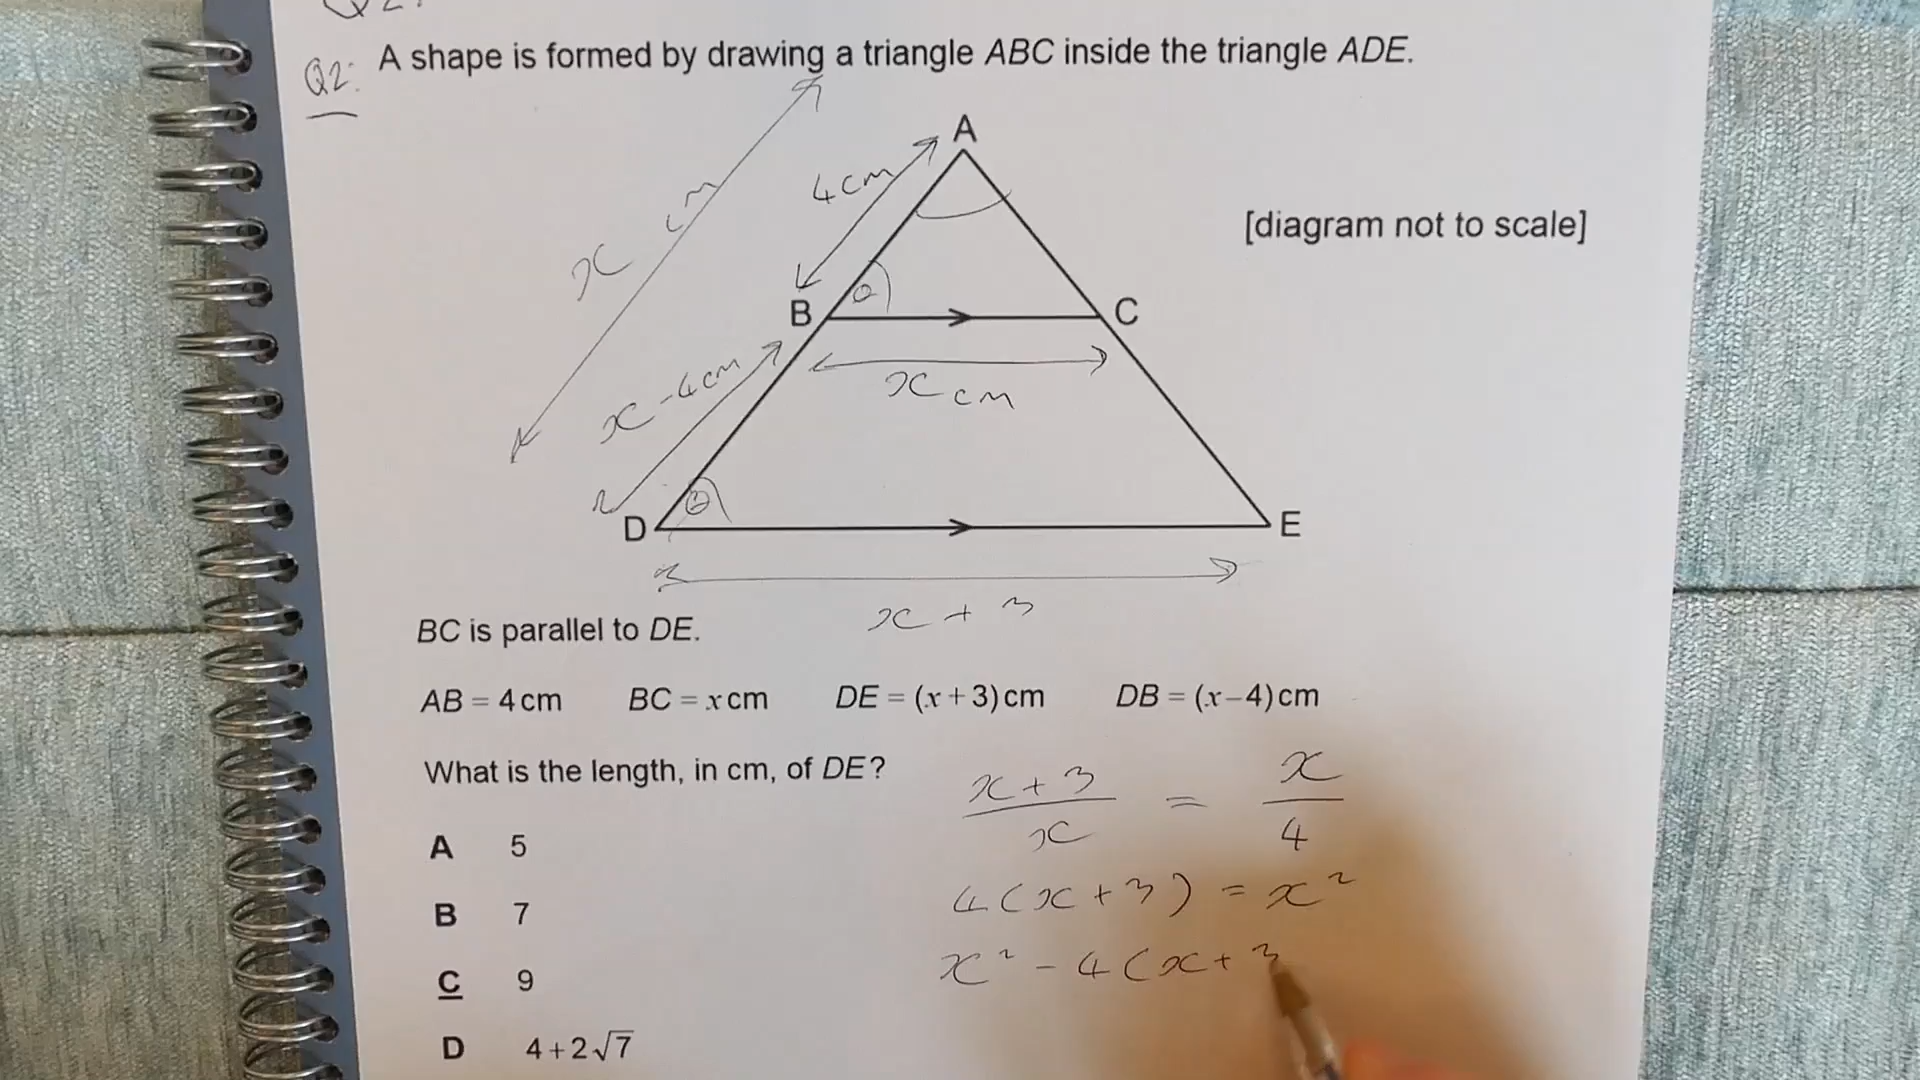 Q2: A shape is formed by drawing a triangle ABC inside the triangle ADE.
A
4cm
x cm
[diagram not to scale]
B
θ
C
x-4cm
x cm
D
θ
E
x + 3
BC is parallel to DE.
AB = 4 cm BC = x cm DE = (x + 3) cm DB = (x – 4) cm
What is the length, in cm, of DE?
x + 3 / x = x / 4
A 5
4(x+3) = x²
B 7
x² - 4(x+3
C 9
D 4 + 2√7